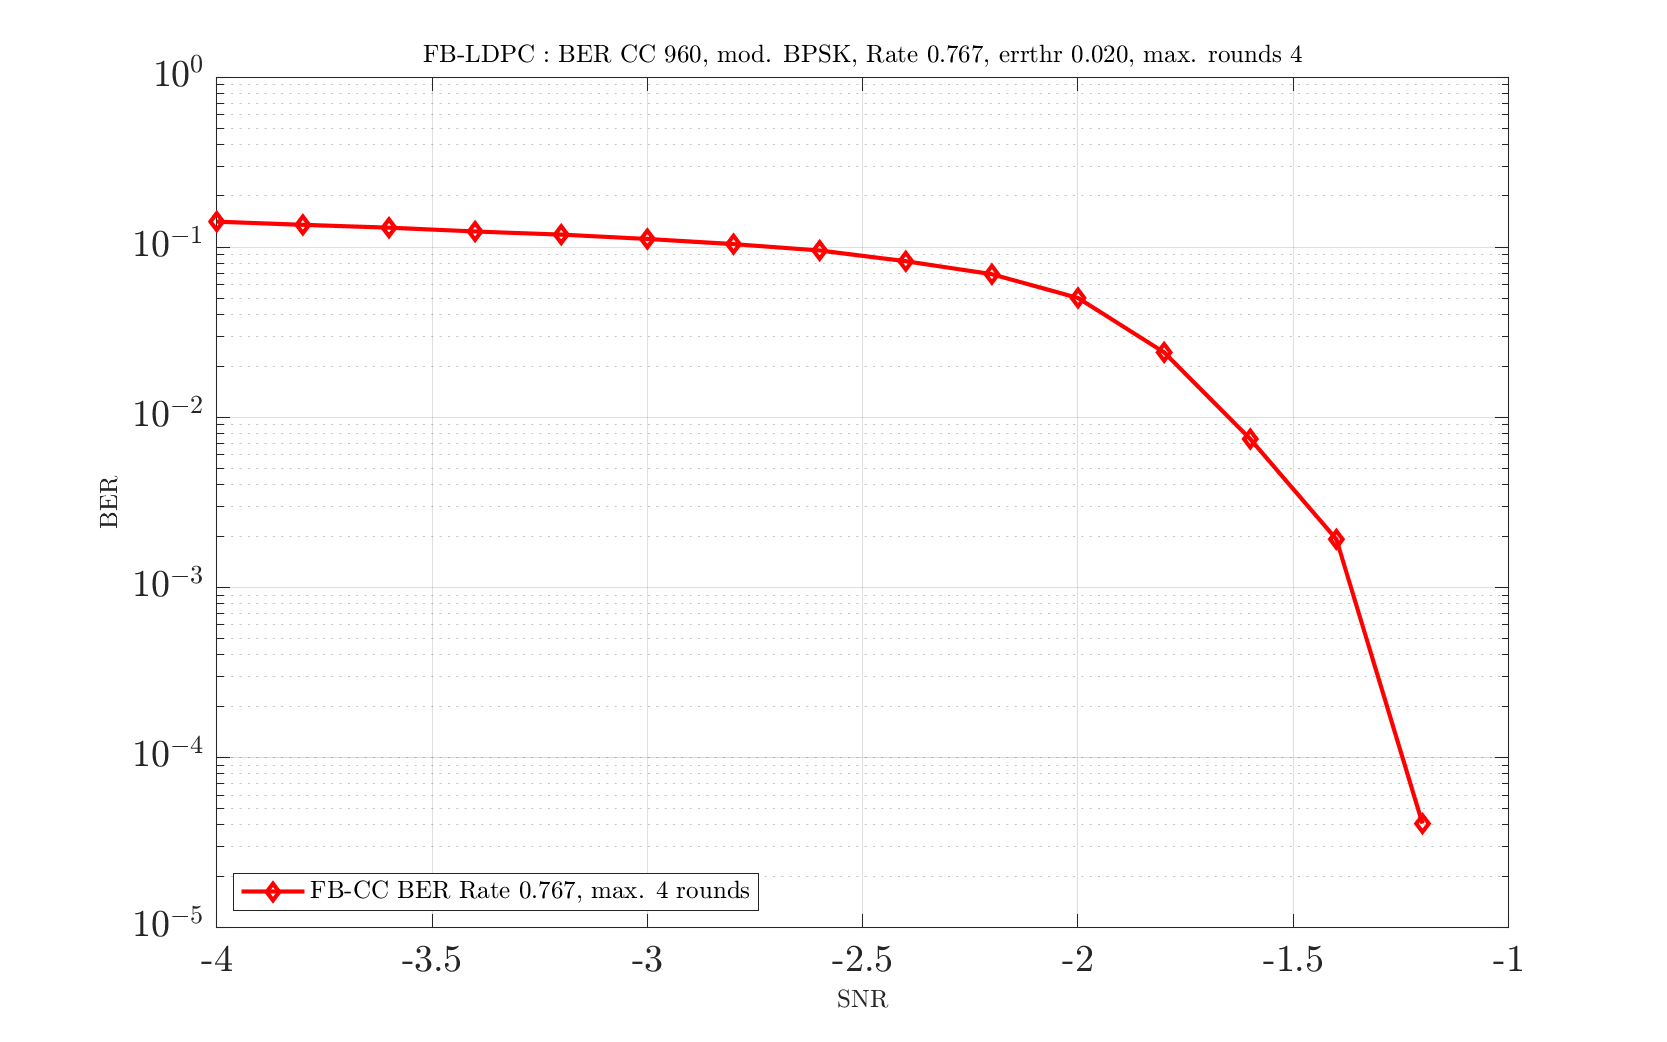 FB-LDPC : BER CC 960, mod. BPSK, Rate 0.767, errthr 0.020, max. rounds 4
10^0
10^-1
10^-2
10^-3
10^-4
10^-5
BER
FB-CC BER Rate 0.767, max. 4 rounds
-4 -3.5 -3 -2.5 -2 -1.5 -1
SNR